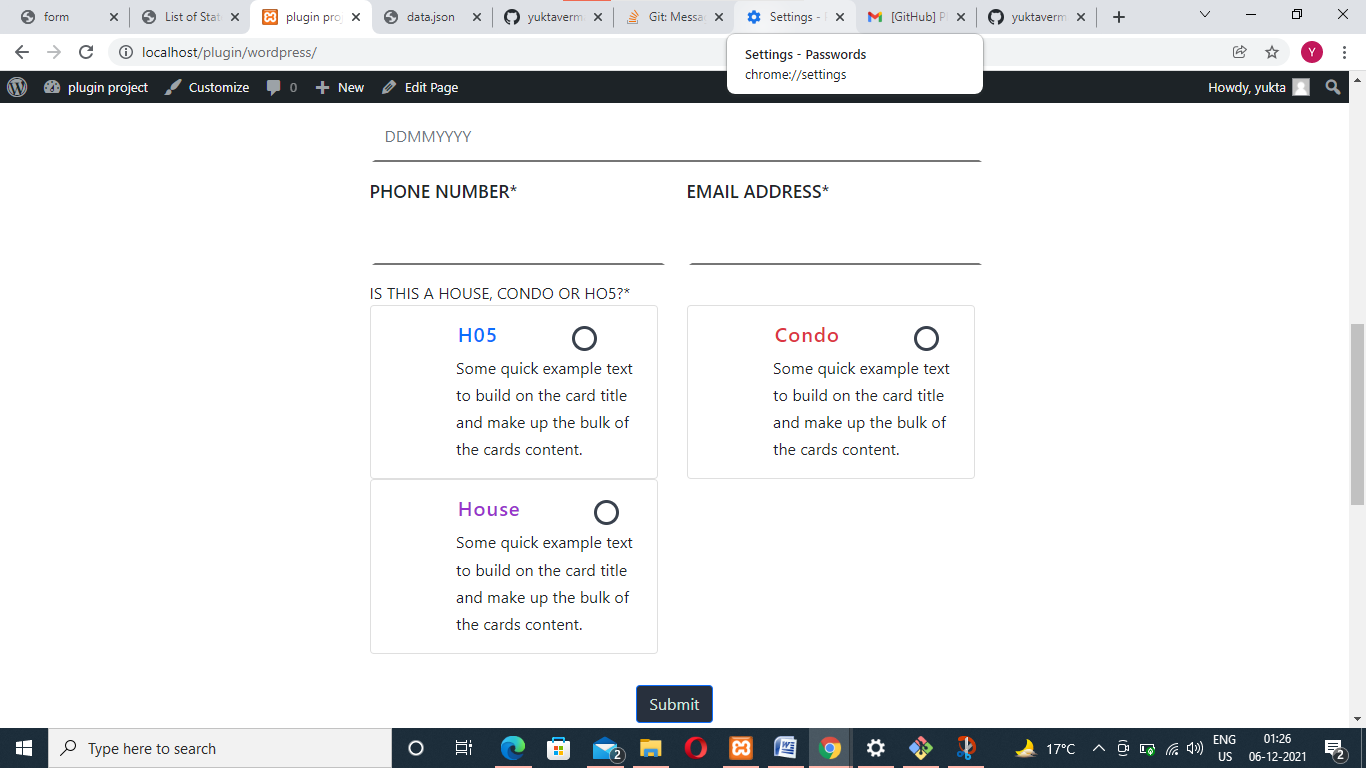 form
List of Stat
plugin pro
data.json
yuktaverm
Git: Messa
Settings -
[GitHub] P
yuktaverm
localhost/plugin/wordpress/
Y
Settings - Passwords
chrome://settings
plugin project
Customize
0
New
Edit Page
Howdy, yukta
DDMMYYYY
PHONE NUMBER*
EMAIL ADDRESS*
IS THIS A HOUSE, CONDO OR HO5?*
H05
Some quick example text
to build on the card title
and make up the bulk of
the cards content.
Condo
Some quick example text
to build on the card title
and make up the bulk of
the cards content.
House
Some quick example text
to build on the card title
and make up the bulk of
the cards content.
Submit
Type here to search
2
17°C
ENG
US
01:26
06-12-2021
2